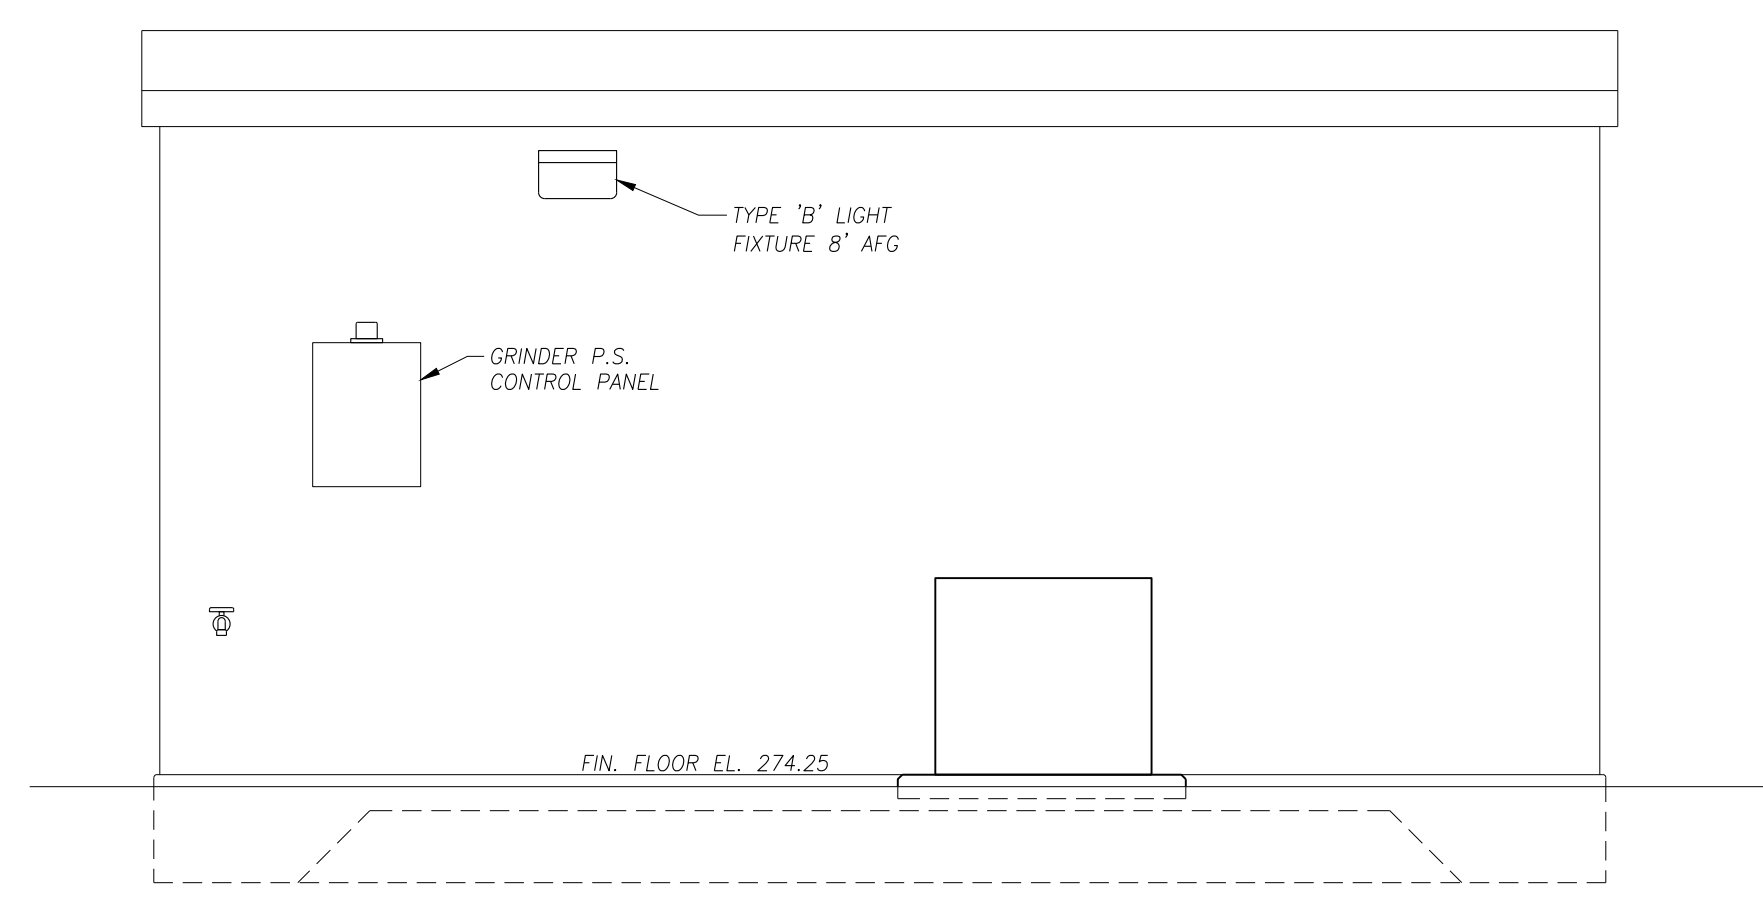 TYPE 'B' LIGHT
FIXTURE 8' AFG
GRINDER P.S.
CONTROL PANEL
FIN. FLOOR EL. 274.25